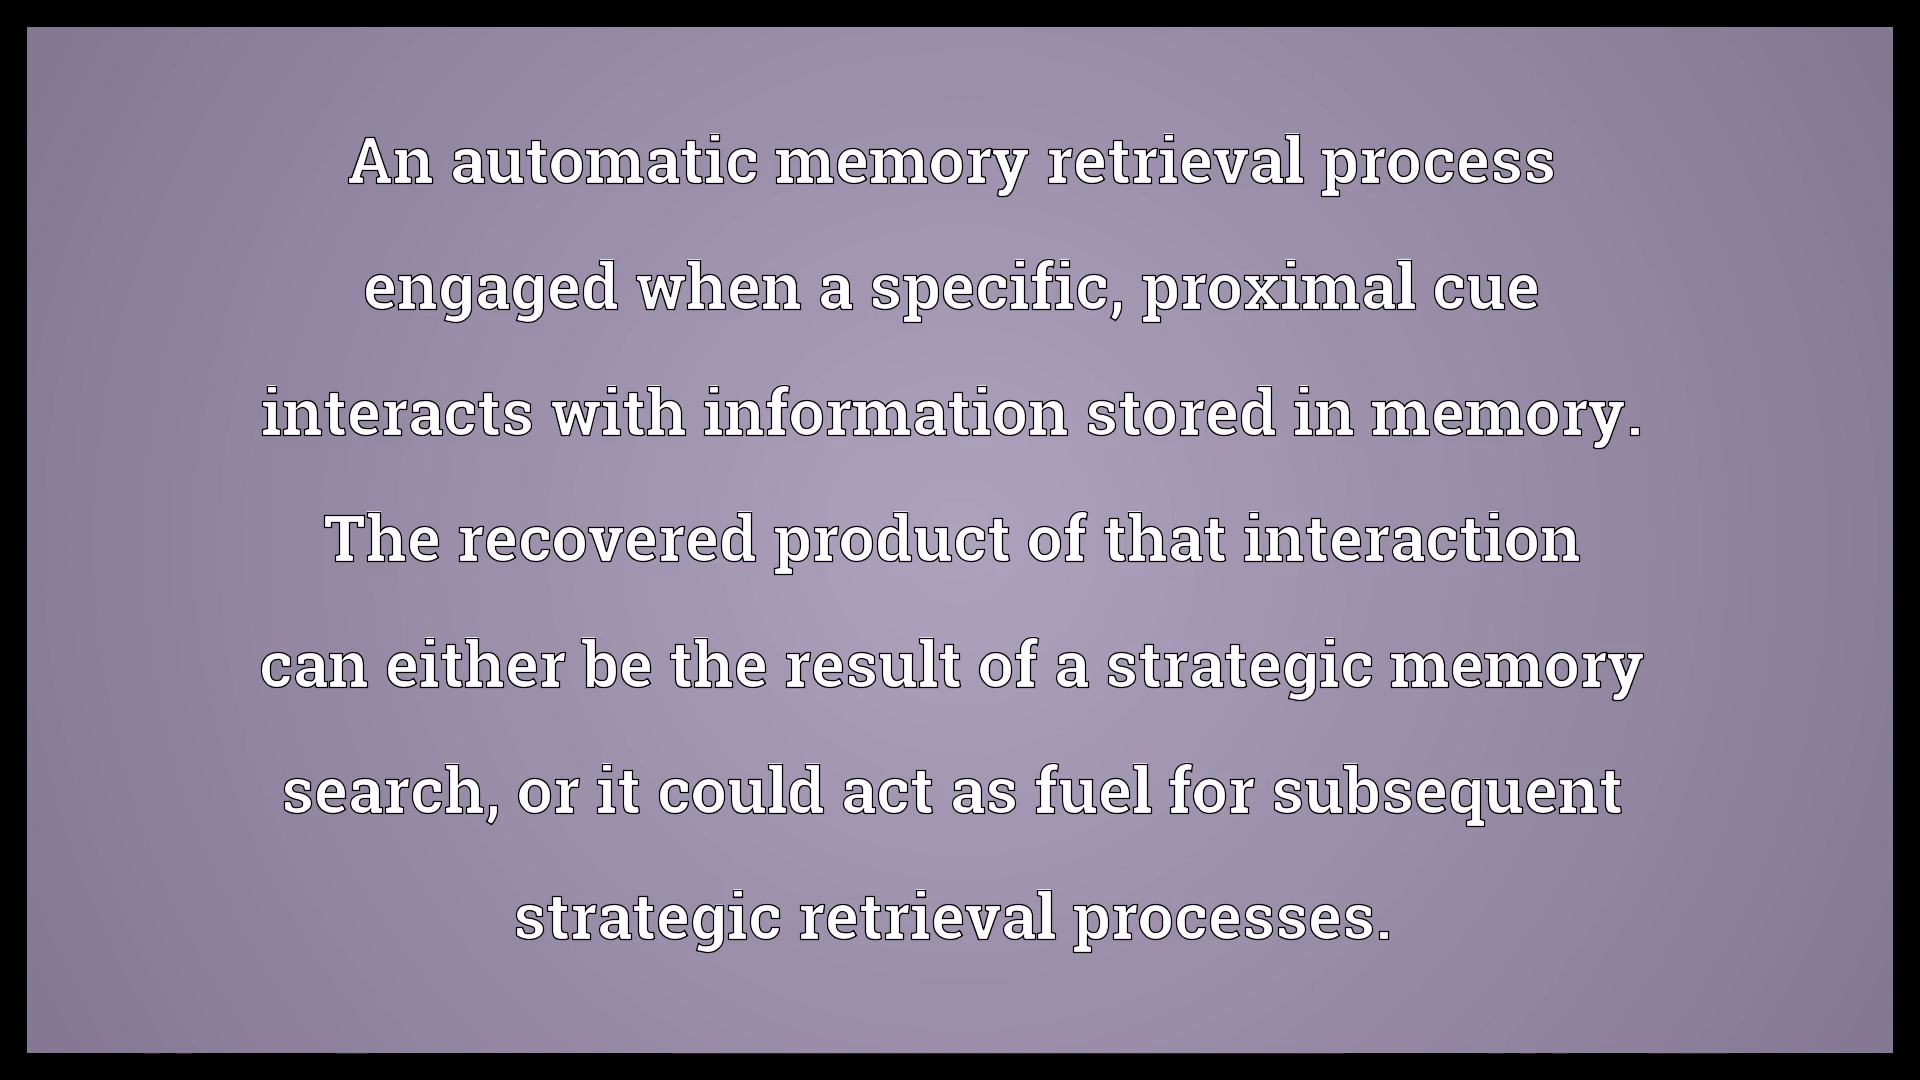 An automatic memory retrieval process
engaged when a specific, proximal cue
interacts with information stored in memory.
The recovered product of that interaction
can either be the result of a strategic memory
search, or it could act as fuel for subsequent
strategic retrieval processes.